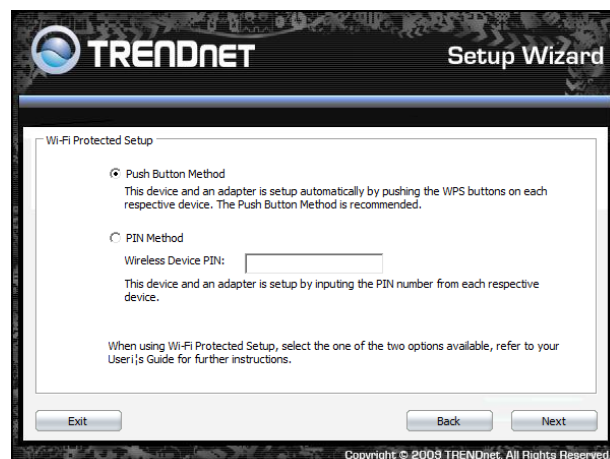 TRENDNET
Setup Wizard
Wi-Fi Protected Setup
Push Button Method
This device and an adapter is setup automatically by pushing the WPS buttons on each
respective device. The Push Button Method is recommended.
PIN Method
Wireless Device PIN:
This device and an adapter is setup by inputing the PIN number from each respective
device.
When using Wi-Fi Protected Setup, select the one of the two options available, refer to your
Useri¦s Guide for further instructions.
Exit
Back
Next
Copyright © 2009 TRENDnet. All Rights Reserved